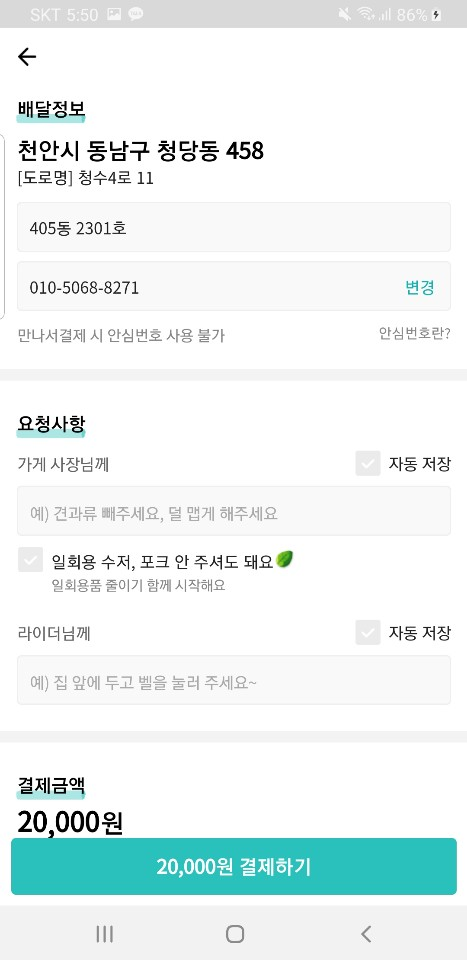 SKT 5:50 86%
배달정보
천안시 동남구 청당동 458
[도로명] 청수4로 11
405동 2301호
010-5068-8271 변경
만나서결제 시 안심번호 사용 불가 안심번호란?
요청사항
가게 사장님께 자동 저장
예) 견과류 빼주세요, 덜 맵게 해주세요
일회용 수저, 포크 안 주셔도 돼요
일회용품 줄이기 함께 시작해요
라이더님께 자동 저장
예) 집 앞에 두고 벨을 눌러 주세요~
결제금액
20,000원
20,000원 결제하기